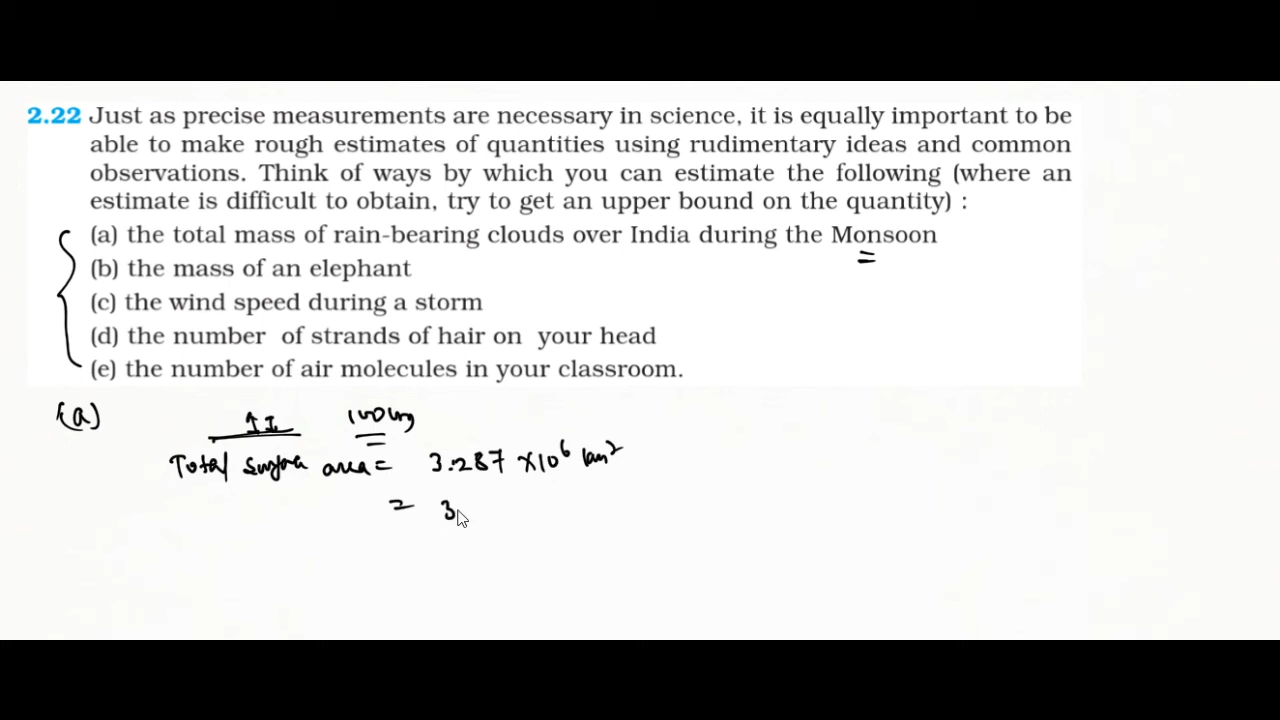 2.22 Just as precise measurements are necessary in science, it is equally important to be
able to make rough estimates of quantities using rudimentary ideas and common
observations. Think of ways by which you can estimate the following (where an
estimate is difficult to obtain, try to get an upper bound on the quantity) :
(a) the total mass of rain-bearing clouds over India during the Monsoon
(b) the mass of an elephant
(c) the wind speed during a storm
(d) the number of strands of hair on your head
(e) the number of air molecules in your classroom.
(a)
Total area = 3.287 ×10⁶ km²
= 3